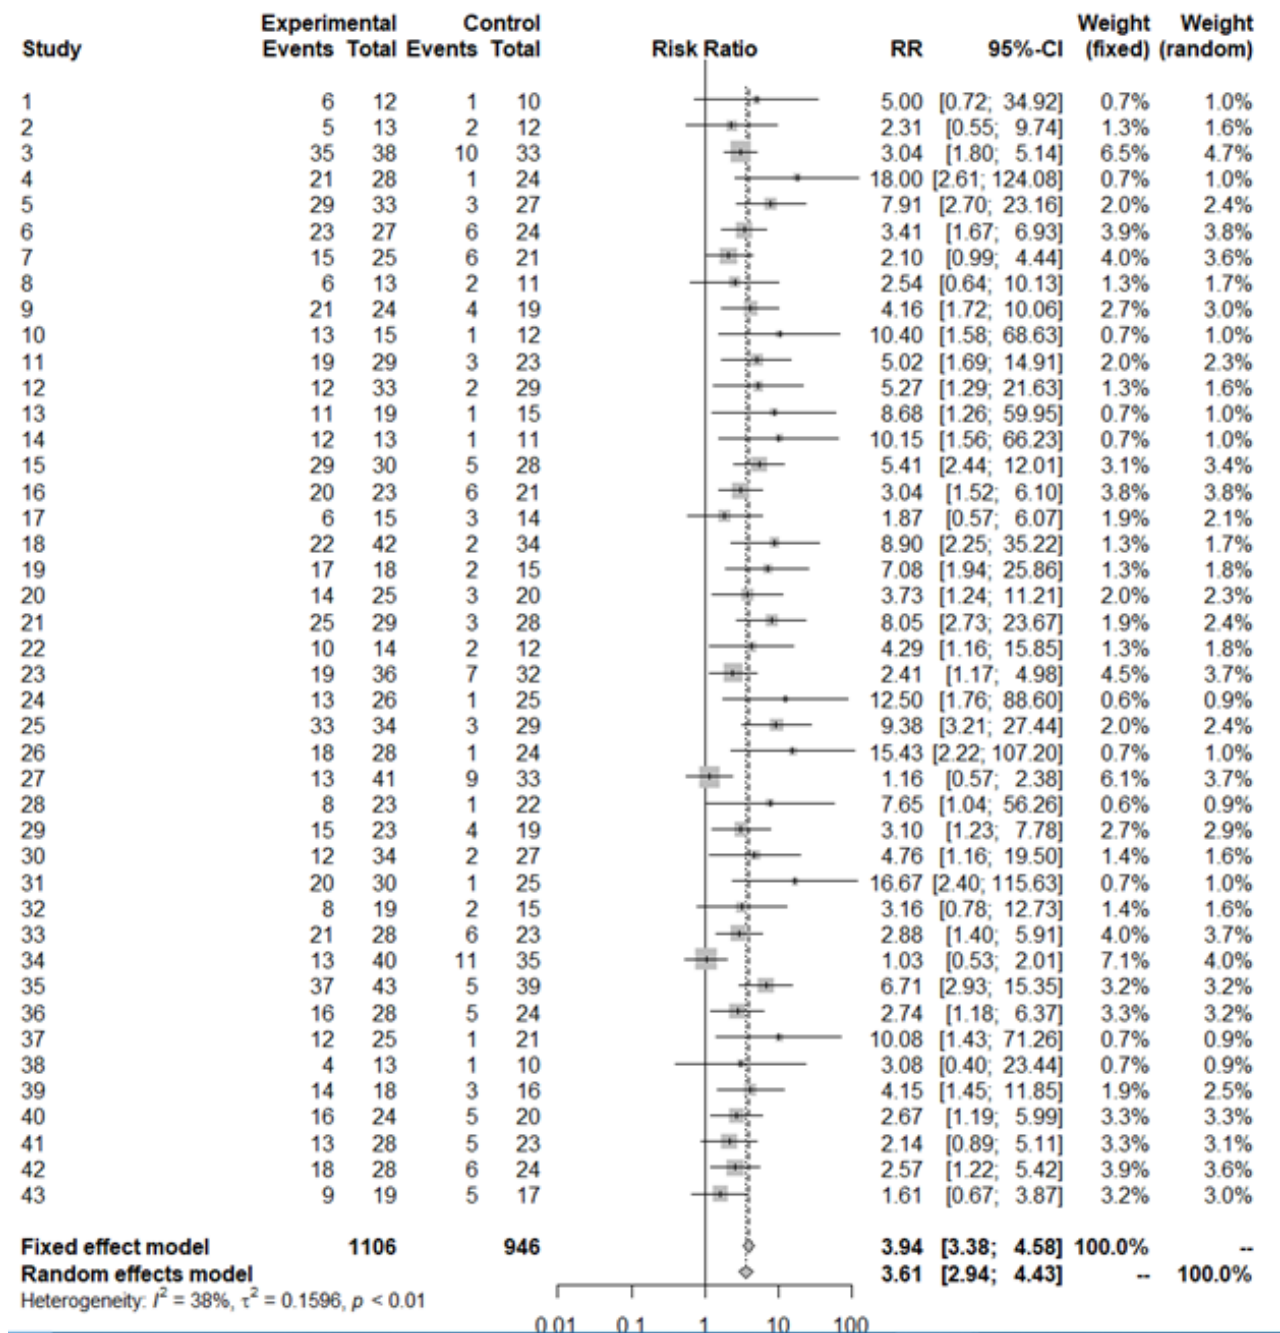 Experimental Control Weight Weight
Study Events Total Events Total Risk Ratio RR 95%-CI (fixed) (random)
1 6 12 1 10 5.00 [0.72; 34.92] 0.7% 1.0%
2 5 13 2 12 2.31 [0.55; 9.74] 1.3% 1.6%
3 35 38 10 33 3.04 [1.80; 5.14] 6.5% 4.7%
4 21 28 1 24 18.00 [2.61; 124.08] 0.7% 1.0%
5 29 33 3 27 7.91 [2.70; 23.16] 2.0% 2.4%
6 23 27 6 24 3.41 [1.67; 6.93] 3.9% 3.8%
7 15 25 6 21 2.10 [0.99; 4.44] 4.0% 3.6%
8 6 13 2 11 2.54 [0.64; 10.13] 1.3% 1.7%
9 21 24 4 19 4.16 [1.72; 10.06] 2.7% 3.0%
10 13 15 1 12 10.40 [1.58; 68.63] 0.7% 1.0%
11 19 29 3 23 5.02 [1.69; 14.91] 2.0% 2.3%
12 12 33 2 29 5.27 [1.29; 21.63] 1.3% 1.6%
13 11 19 1 15 8.68 [1.26; 59.95] 0.7% 1.0%
14 12 13 1 11 10.15 [1.56; 66.23] 0.7% 1.0%
15 29 30 5 28 5.41 [2.44; 12.01] 3.1% 3.4%
16 20 23 6 21 3.04 [1.52; 6.10] 3.8% 3.8%
17 6 15 3 14 1.87 [0.57; 6.07] 1.9% 2.1%
18 22 42 2 34 8.90 [2.25; 35.22] 1.3% 1.7%
19 17 18 2 15 7.08 [1.94; 25.86] 1.3% 1.8%
20 14 25 3 20 3.73 [1.24; 11.21] 2.0% 2.3%
21 25 29 3 28 8.05 [2.73; 23.67] 1.9% 2.4%
22 10 14 2 12 4.29 [1.16; 15.85] 1.3% 1.8%
23 19 36 7 32 2.41 [1.17; 4.98] 4.5% 3.7%
24 13 26 1 25 12.50 [1.76; 88.60] 0.6% 0.9%
25 33 34 3 29 9.38 [3.21; 27.44] 2.0% 2.4%
26 18 28 1 24 15.43 [2.22; 107.20] 0.7% 1.0%
27 13 41 9 33 1.16 [0.57; 2.38] 6.1% 3.7%
28 8 23 1 22 7.65 [1.04; 56.26] 0.6% 0.9%
29 15 23 4 19 3.10 [1.23; 7.78] 2.7% 2.9%
30 12 34 2 27 4.76 [1.16; 19.50] 1.4% 1.6%
31 20 30 1 25 16.67 [2.40; 115.63] 0.7% 1.0%
32 8 19 2 15 3.16 [0.78; 12.73] 1.4% 1.6%
33 21 28 6 23 2.88 [1.40; 5.91] 4.0% 3.7%
34 13 40 11 35 1.03 [0.53; 2.01] 7.1% 4.0%
35 37 43 5 39 6.71 [2.93; 15.35] 3.2% 3.2%
36 16 28 5 24 2.74 [1.18; 6.37] 3.3% 3.2%
37 12 25 1 21 10.08 [1.43; 71.26] 0.7% 0.9%
38 4 13 1 10 3.08 [0.40; 23.44] 0.7% 0.9%
39 14 18 3 16 4.15 [1.45; 11.85] 1.9% 2.5%
40 16 24 5 20 2.67 [1.19; 5.99] 3.3% 3.3%
41 13 28 5 23 2.14 [0.89; 5.11] 3.3% 3.1%
42 18 28 6 24 2.57 [1.22; 5.42] 3.9% 3.6%
43 9 19 5 17 1.61 [0.67; 3.87] 3.2% 3.0%
Fixed effect model 1106 946 3.94 [3.38; 4.58] 100.0% --
Random effects model 3.61 [2.94; 4.43] -- 100.0%
Heterogeneity: I² = 38%, τ² = 0.1596, p < 0.01
0.01 0.1 1 10 100